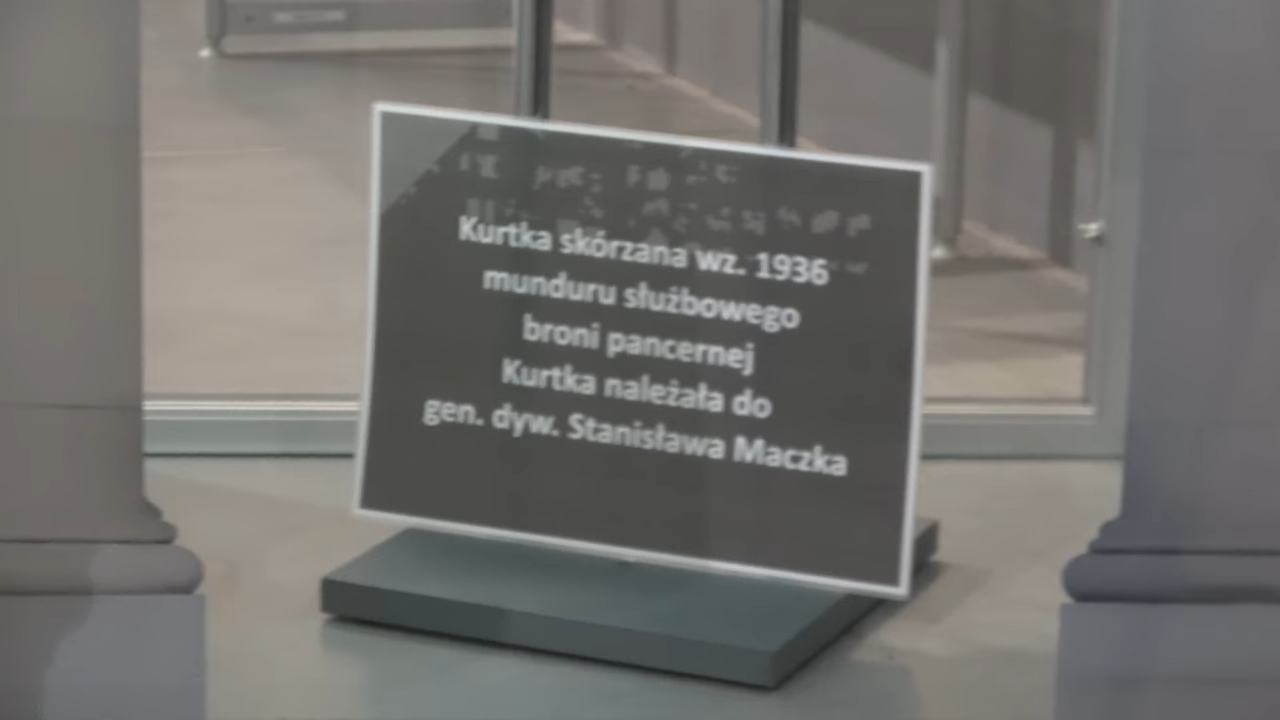 Kurtka skórzana wz. 1936
munduru służbowego
broni pancernej
Kurtka należała do
gen. dyw. Stanisława Maczka